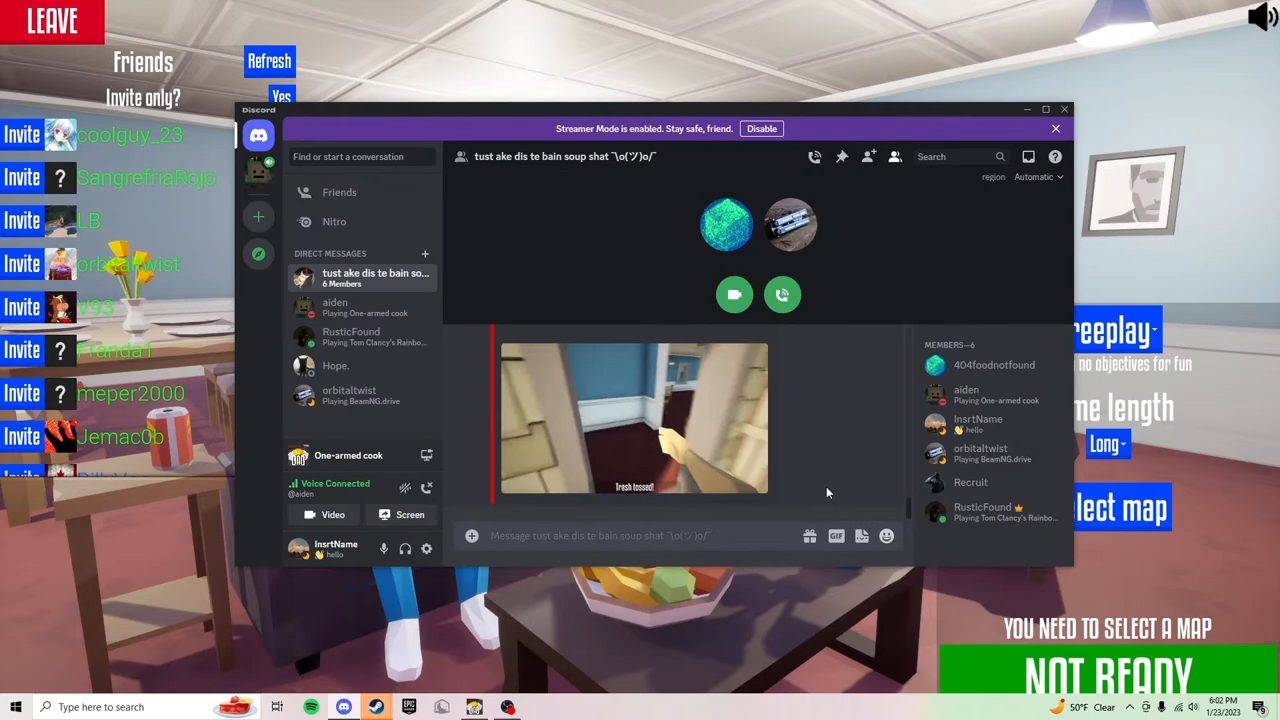 LEAVE
Friends
Refresh
Invite only?
Yes
Invite
coolguy_23
Invite
?
SangrefriaRojo
Invite
LB
Invite
orbitaltwist
Invite
V93
Invite
?
Franda1
Invite
?
meper2000
Invite
Jemac0b
Discord
Streamer Mode is enabled. Stay safe, friend.
Disable
Find or start a conversation
tust ake dis te bain soup shat ¯\o(ツ)o/¯
Search
region
Automatic
Friends
Nitro
DIRECT MESSAGES
tust ake dis te bain so...
6 Members
aiden
Playing One-armed cook
RusticFound
Playing Tom Clancy's Rainbo...
Hope.
orbitaltwist
Playing BeamNG.drive
One-armed cook
Voice Connected
@aiden
Video
Screen
InsrtName
👋 hello
Trash tossed!
Message tust ake dis te bain soup shat ¯\o(ツ)o/¯
GIF
MEMBERS—6
404foodnotfound
aiden
Playing One-armed cook
InsrtName
👋 hello
orbitaltwist
Playing BeamNG.drive
Recruit
RusticFound
Playing Tom Clancy's Rainbo...
reeplay
no objectives for fun
me length
Long
lect map
YOU NEED TO SELECT A MAP
NOT READY
Type here to search
EPIC
50°F Clear
6:02 PM
1/23/2023
9